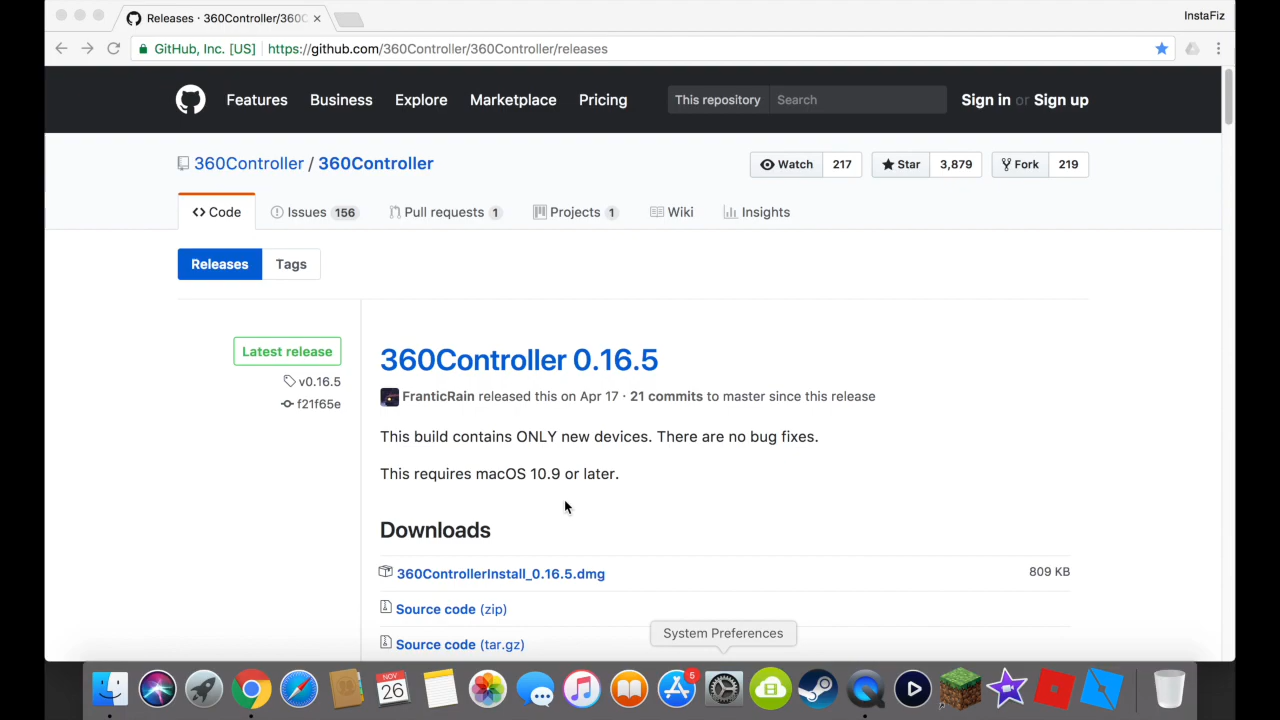 Releases · 360Controller/360C
InstaFiz
GitHub, Inc. [US] https://github.com/360Controller/360Controller/releases
Features Business Explore Marketplace Pricing This repository Search Sign in or Sign up
360Controller / 360Controller Watch 217 Star 3,879 Fork 219
Code Issues 156 Pull requests 1 Projects 1 Wiki Insights
Releases Tags
Latest release
v0.16.5
f21f65e
360Controller 0.16.5
FranticRain released this on Apr 17 · 21 commits to master since this release
This build contains ONLY new devices. There are no bug fixes.
This requires macOS 10.9 or later.
Downloads
360ControllerInstall_0.16.5.dmg 809 KB
Source code (zip)
Source code (tar.gz)
System Preferences
NOV
26
5